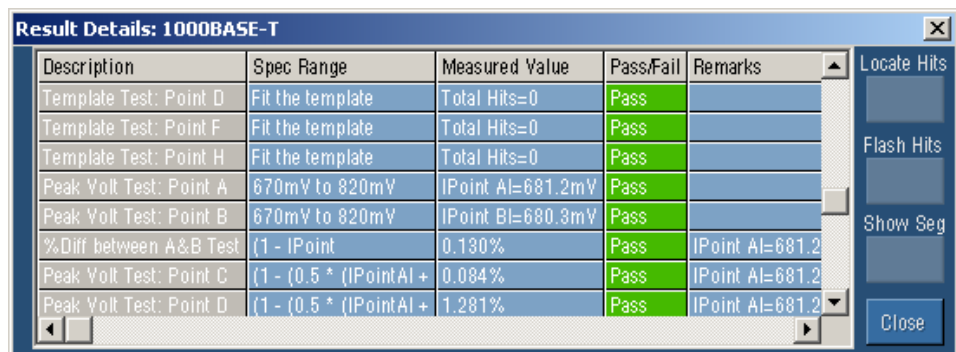 Result Details: 1000BASE-T
Description Spec Range Measured Value Pass/Fail Remarks
Template Test: Point D Fit the template Total Hits=0 Pass
Template Test: Point F Fit the template Total Hits=0 Pass
Template Test: Point H Fit the template Total Hits=0 Pass
Peak Volt Test: Point A 670mV to 820mV IPoint AI=681.2mV Pass
Peak Volt Test: Point B 670mV to 820mV IPoint BI=680.3mV Pass
%Diff between A&B Test (1 - IPoint 0.130% Pass IPoint AI=681.2
Peak Volt Test: Point C (1 - (0.5 * (IPointAI + 0.084% Pass IPoint AI=681.2
Peak Volt Test: Point D (1 - (0.5 * (IPointAI + 1.281% Pass IPoint AI=681.2
Locate Hits
Flash Hits
Show Seg
Close